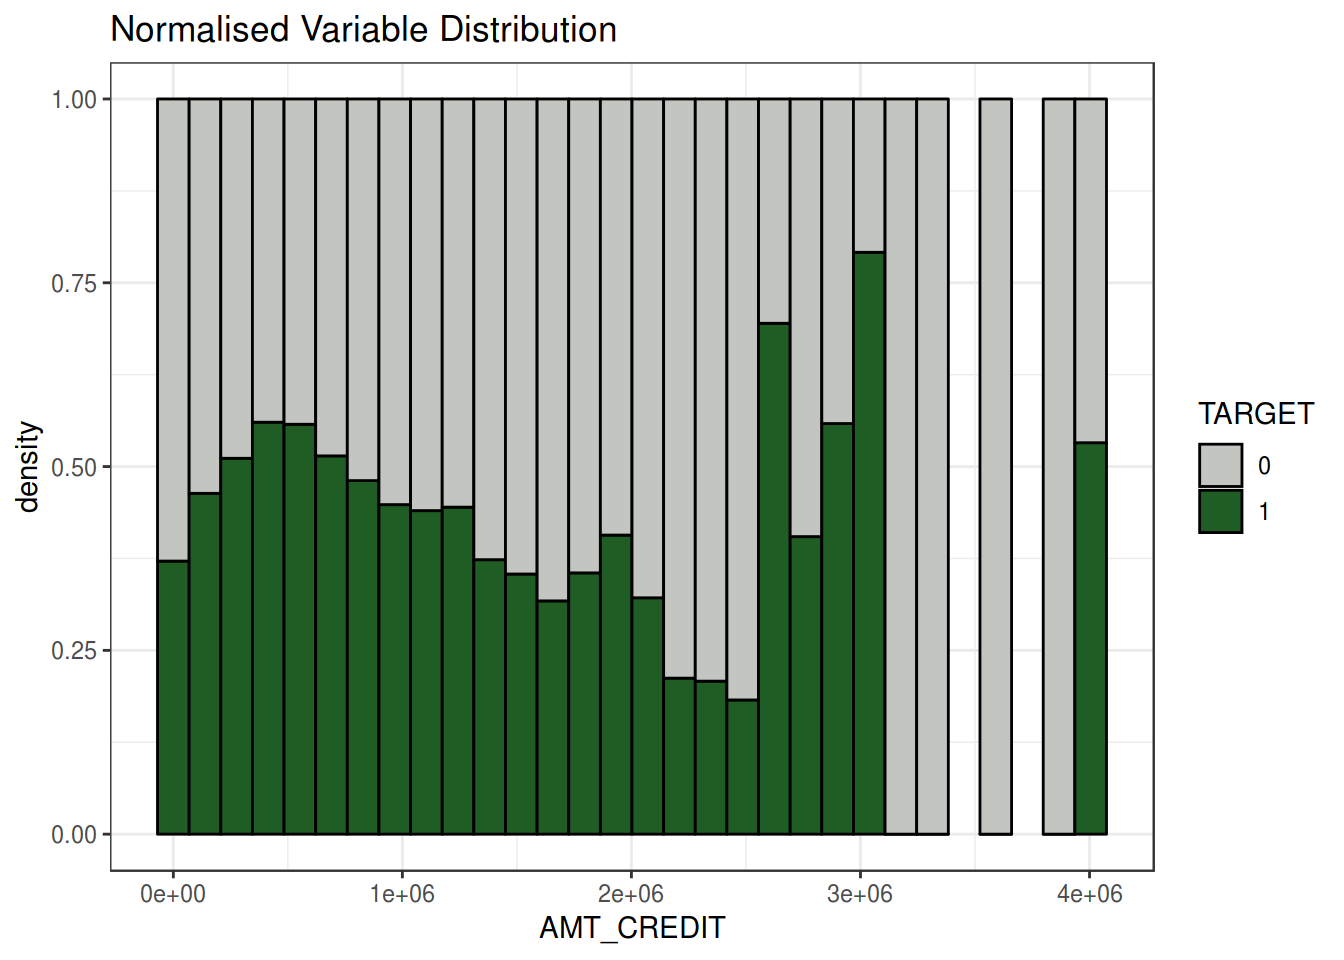 Normalised Variable Distribution
1.00
0.75
0.50
0.25
0.00
density
0e+00 1e+06 2e+06 3e+06 4e+06
AMT_CREDIT
TARGET
0
1